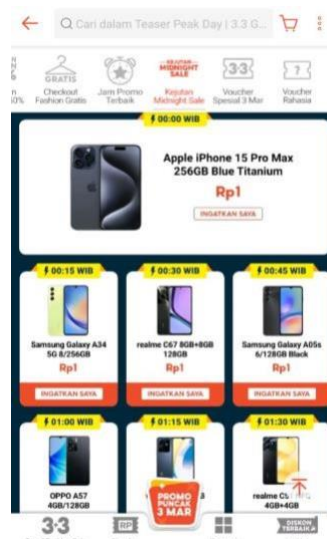 Cari dalam Teaser Peak Day | 3.3 G...
GRATIS
KEJUTAN
MIDNIGHT
SALE
3.3
?
Checkout
Fashion Gratis
Jam Promo
Terbaik
Kejutan
Midnight Sale
Voucher
Spesial 3 Mar
Voucher
Rahasia
00:00 WIB
Apple iPhone 15 Pro Max
256GB Blue Titanium
Rp1
INGATKAN SAYA
00:15 WIB
00:30 WIB
00:45 WIB
Samsung Galaxy A34
5G 8/256GB
Rp1
INGATKAN SAYA
realme C67 8GB+8GB
128GB
Rp1
INGATKAN SAYA
Samsung Galaxy A05s
6/128GB Black
Rp1
INGATKAN SAYA
01:00 WIB
01:15 WIB
01:30 WIB
OPPO A57
4GB/128GB
realme
4GB+4GB
3.3
RP
PROMO
PUNCAK
3 MAR
DISKON
TERBAIK